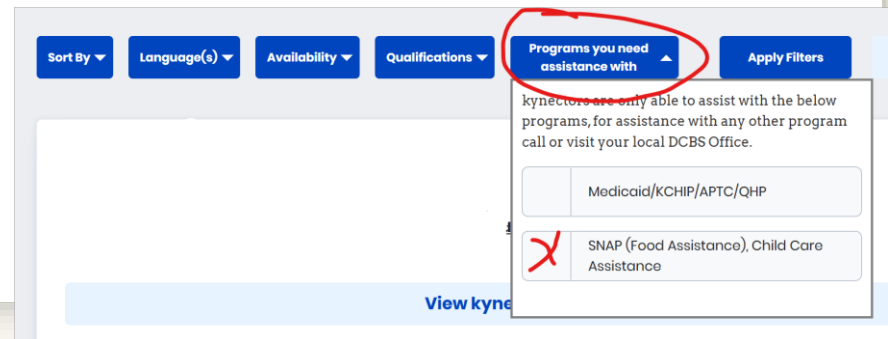 Sort By
Language(s)
Availability
Qualifications
Programs you need
assistance with
Apply Filters
kynectors are only able to assist with the below
programs, for assistance with any other program
call or visit your local DCBS Office.
Medicaid/KCHIP/APTC/QHP
SNAP (Food Assistance), Child Care
Assistance
View kyne